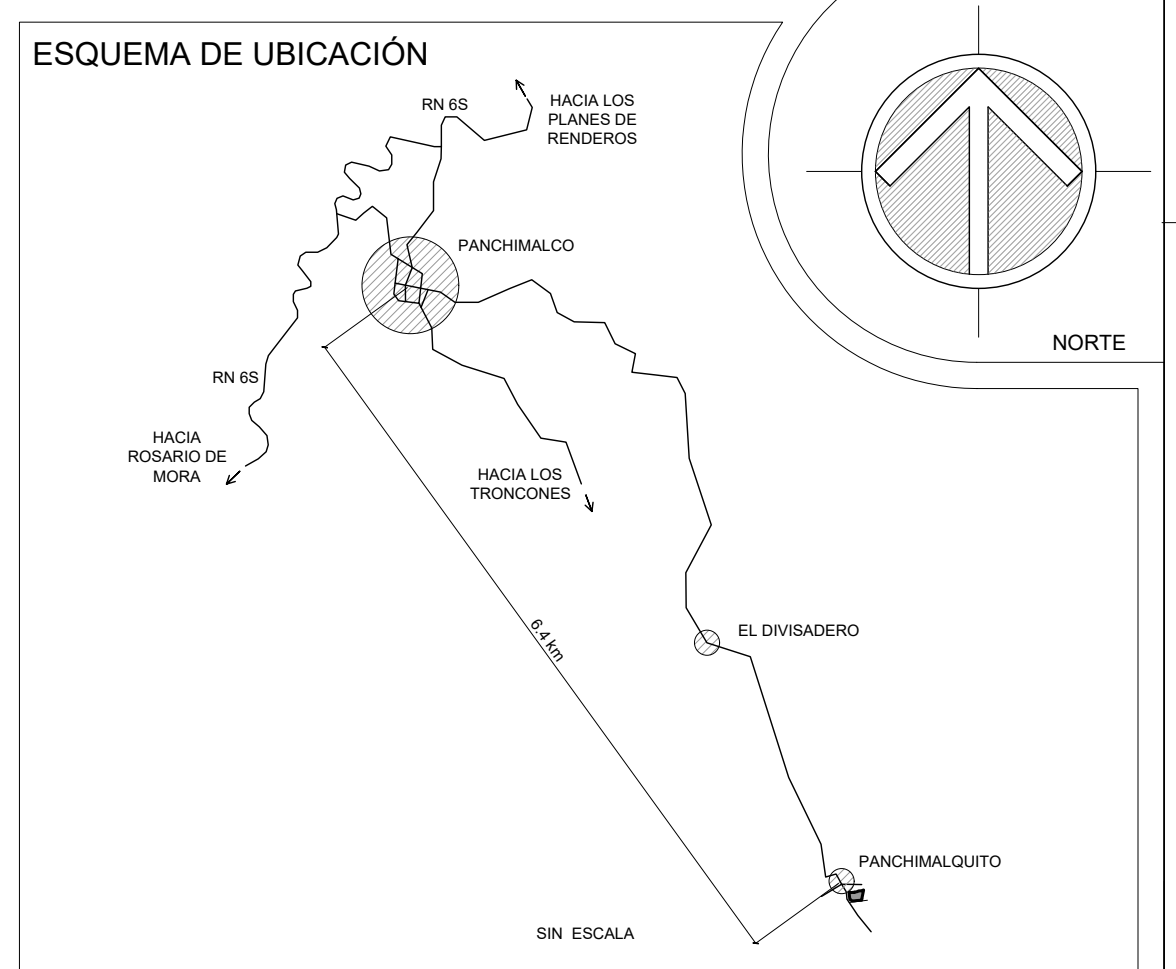 ESQUEMA DE UBICACIÓN
RN 6S
HACIA LOS
PLANES DE
RENDEROS
PANCHIMALCO
NORTE
RN 6S
HACIA
ROSARIO DE
MORA
HACIA LOS
TRONCONES
6.4 km
EL DIVISADERO
PANCHIMALQUITO
SIN ESCALA